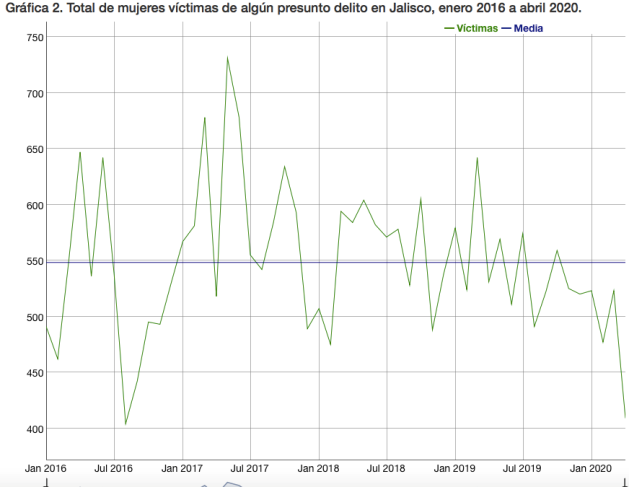 Gráfica 2. Total de mujeres víctimas de algún presunto delito en Jalisco, enero 2016 a abril 2020.
Víctimas Media
750
700
650
600
550
500
450
400
Jan 2016 Jul 2016 Jan 2017 Jul 2017 Jan 2018 Jul 2018 Jan 2019 Jul 2019 Jan 2020